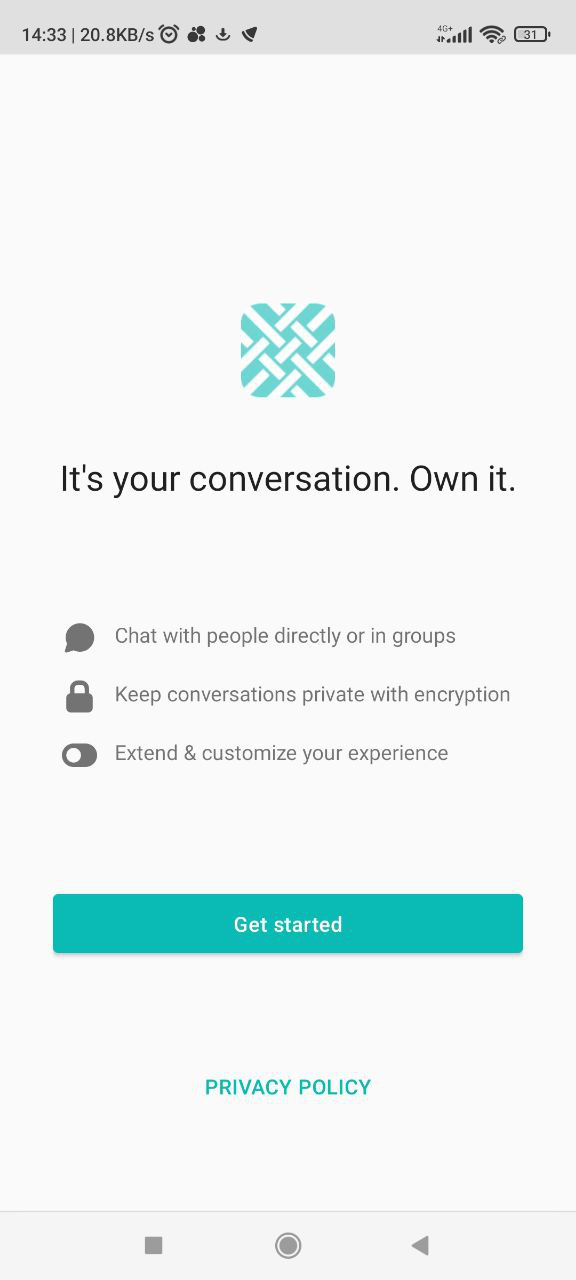 14:33 | 20.8KB/s 4G+ 31
It's your conversation. Own it.
Chat with people directly or in groups
Keep conversations private with encryption
Extend & customize your experience
Get started
PRIVACY POLICY